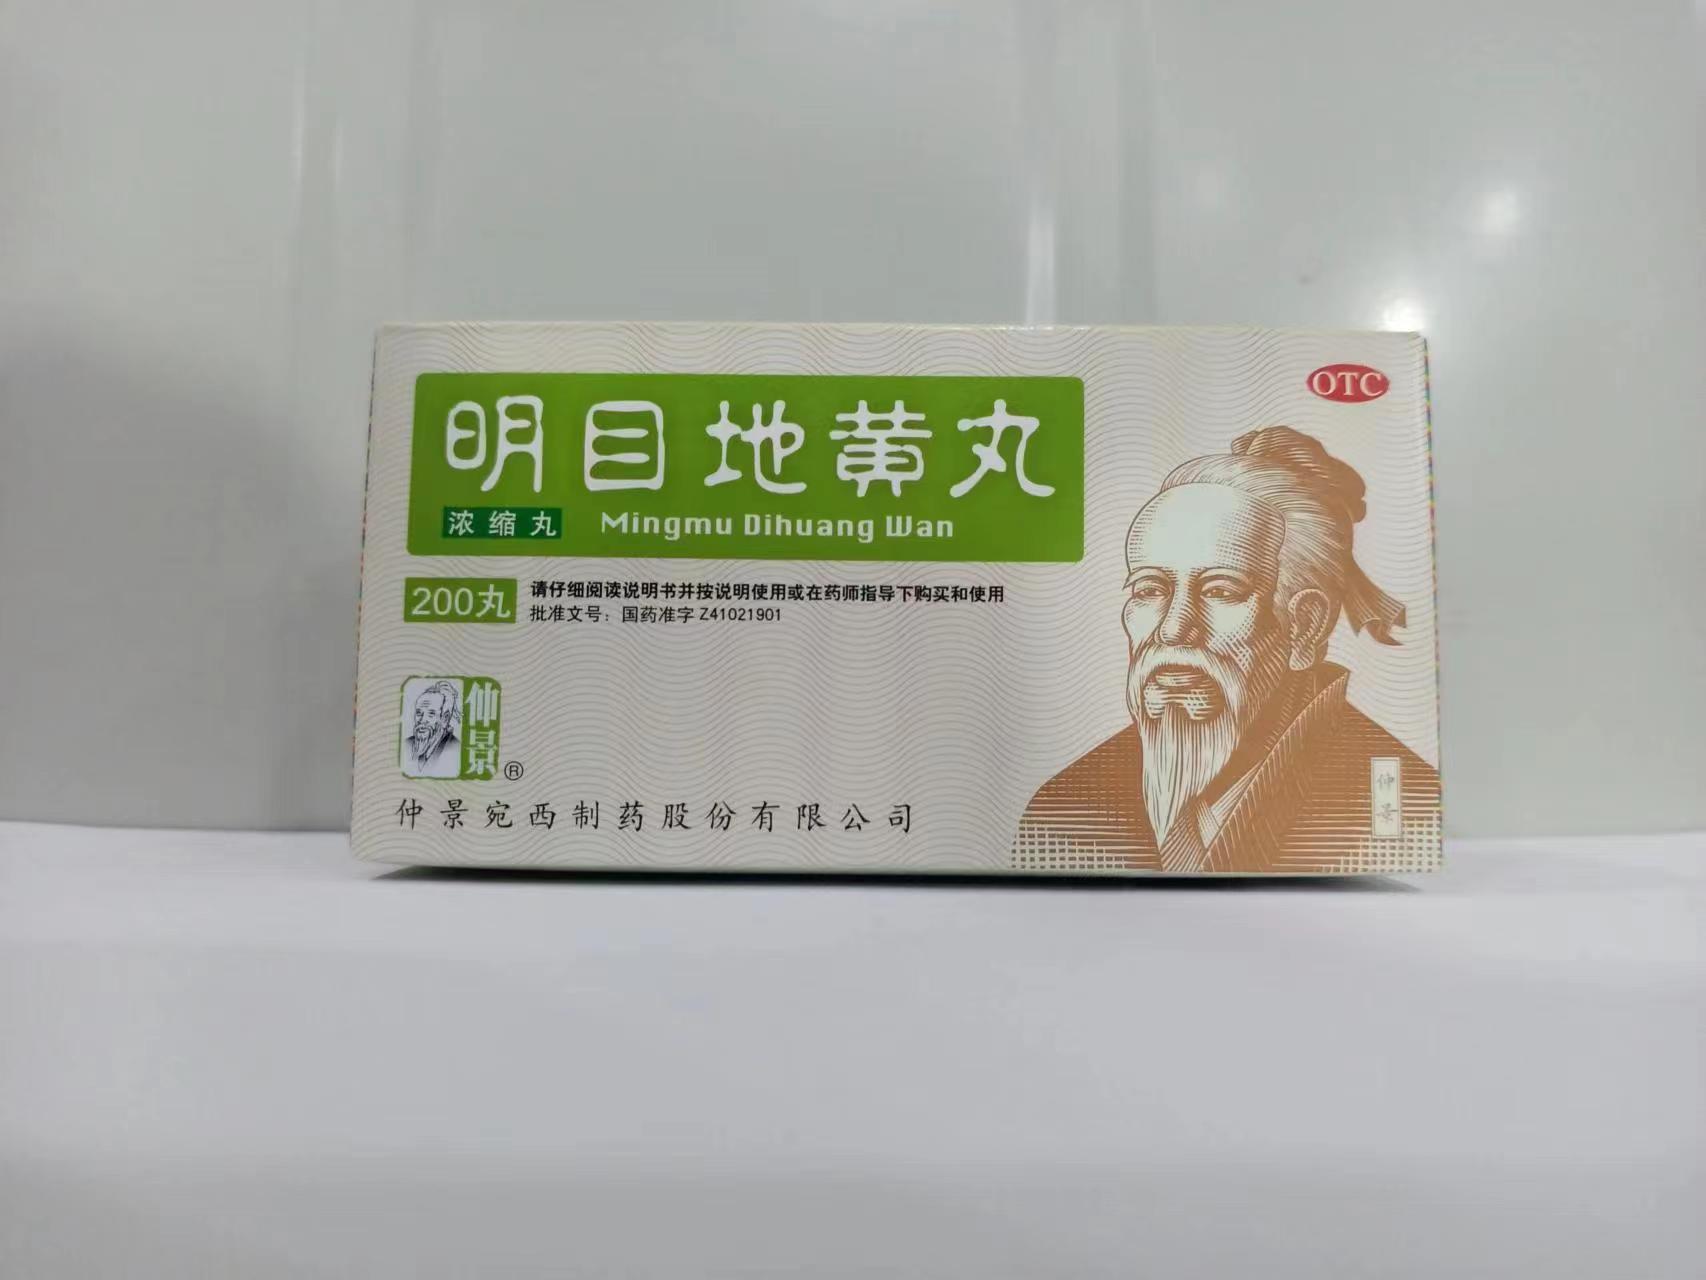 OTC
明目地黄丸
浓缩丸 Mingmu Dihuang Wan
200丸
请仔细阅读说明书并按说明使用或在药师指导下购买和使用
批准文号：国药准字 Z41021901
仲景
®
仲景
仲景宛西制药股份有限公司